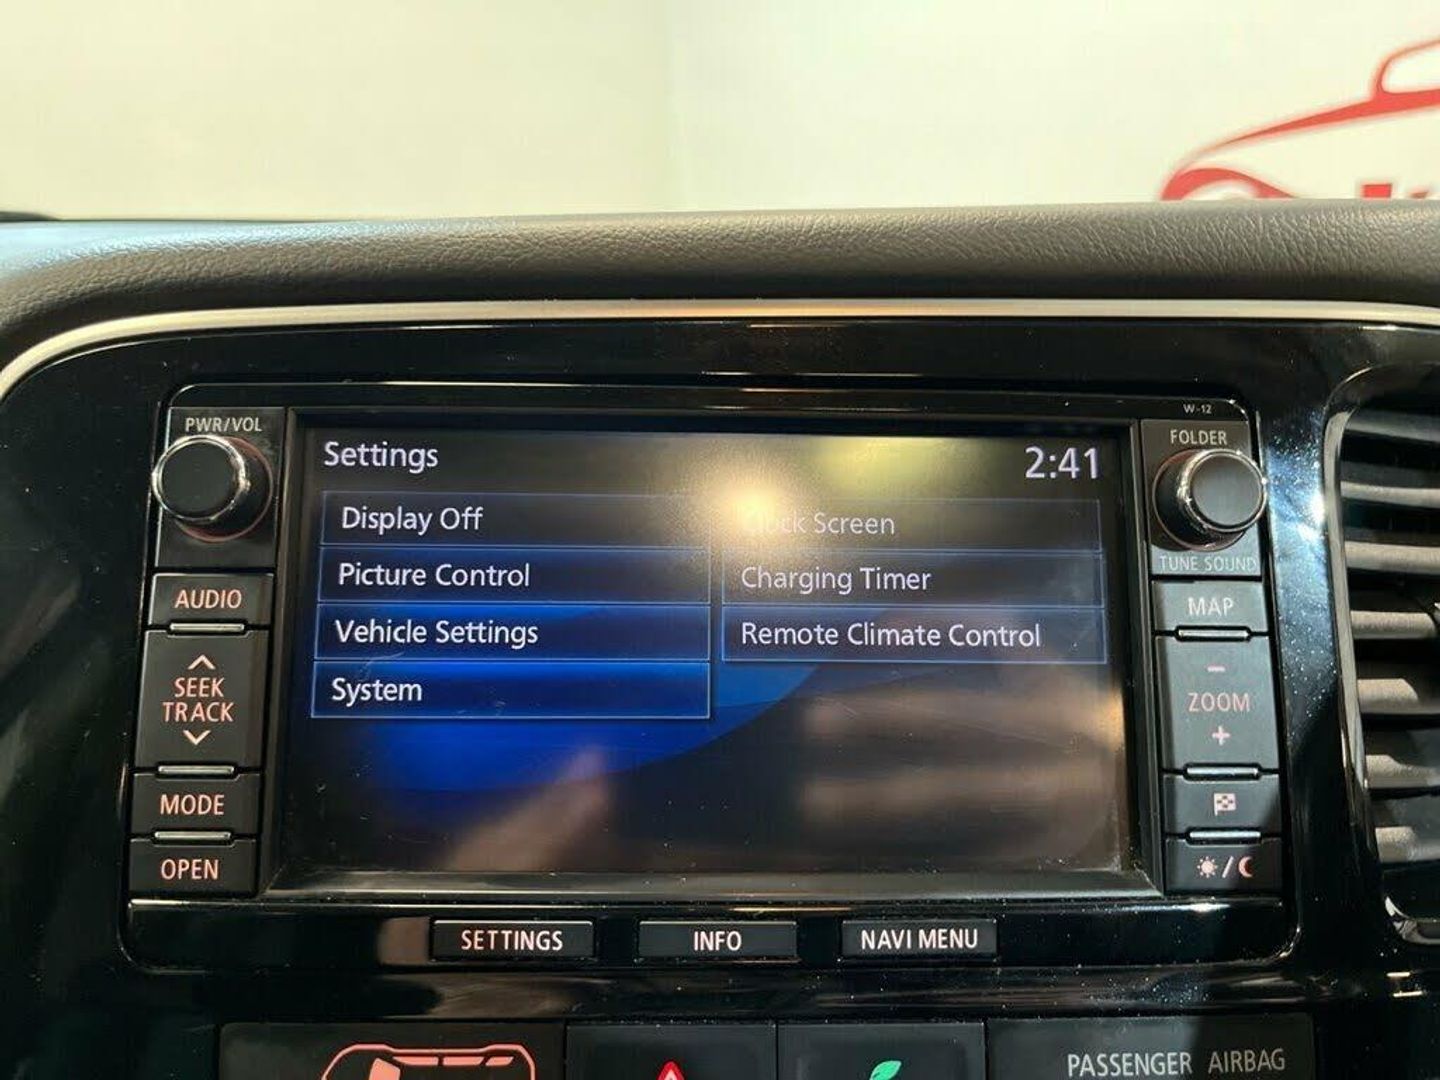 W-12
PWR/VOL
FOLDER
Settings
2:41
Display Off
Screen
Picture Control
Charging Timer
TUNE SOUND
AUDIO
MAP
Vehicle Settings
Remote Climate Control
SEEK
TRACK
System
-
ZOOM
+
MODE
OPEN
SETTINGS
INFO
NAVI MENU
PASSENGER AIRBAG